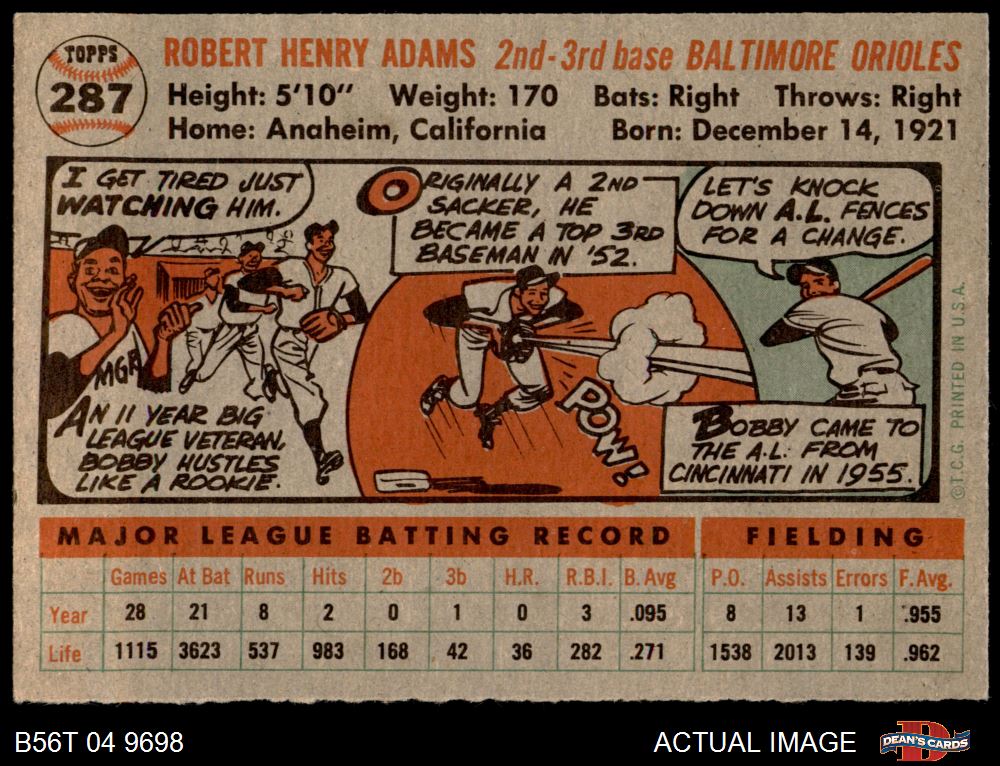 TOPPS
287
ROBERT HENRY ADAMS 2nd-3rd base BALTIMORE ORIOLES
Height: 5'10" Weight: 170 Bats: Right Throws: Right
Home: Anaheim, California Born: December 14, 1921
I GET TIRED JUST
WATCHING HIM.
MGR
AN 11 YEAR BIG
LEAGUE VETERAN,
BOBBY HUSTLES
LIKE A ROOKIE.
ORIGINALLY A 2ND
SACKER, HE
BECAME A TOP 3RD
BASEMAN IN '52.
POW!
LET'S KNOCK
DOWN A.L. FENCES
FOR A CHANGE.
BOBBY CAME TO
THE A.L. FROM
CINCINNATI IN 1955.
©T.C.G. PRINTED IN U.S.A.
MAJOR LEAGUE BATTING RECORD FIELDING
Games At Bat Runs Hits 2b 3b H.R. R.B.I. B. Avg P.O. Assists Errors F.Avg.
Year 28 21 8 2 0 1 0 3 .095 8 13 1 .955
Life 1115 3623 537 983 168 42 36 282 .271 1538 2013 139 .962
B56T 04 9698 ACTUAL IMAGE
DEAN'S CARDS